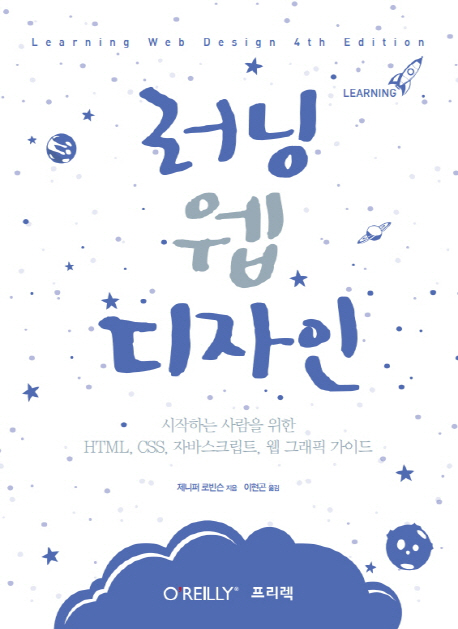 Learning Web Design 4th Edition
LEARNING
러닝
웹
디자인
시작하는 사람을 위한
HTML, CSS, 자바스크립트, 웹 그래픽 가이드
제니퍼 로빈슨 지음 이현곤 옮김
O'REILLY® 프리렉